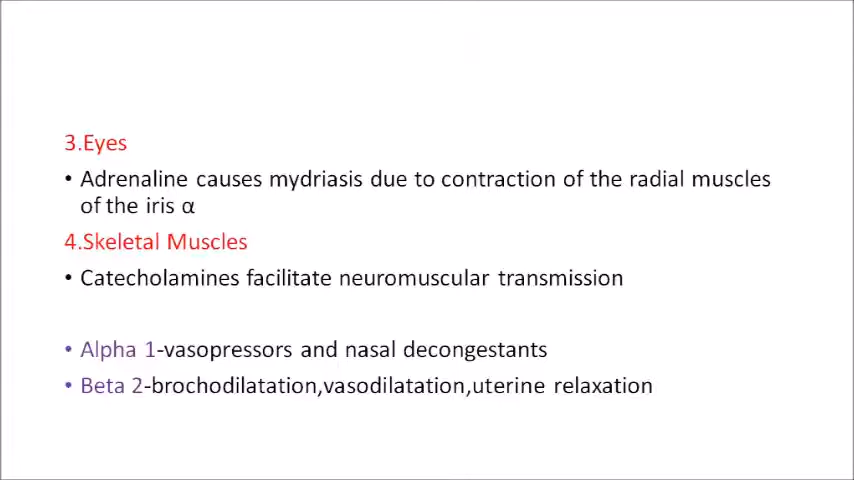 3.Eyes
• Adrenaline causes mydriasis due to contraction of the radial muscles
of the iris α
4.Skeletal Muscles
• Catecholamines facilitate neuromuscular transmission
• Alpha 1-vasopressors and nasal decongestants
• Beta 2-brochodilatation,vasodilatation,uterine relaxation